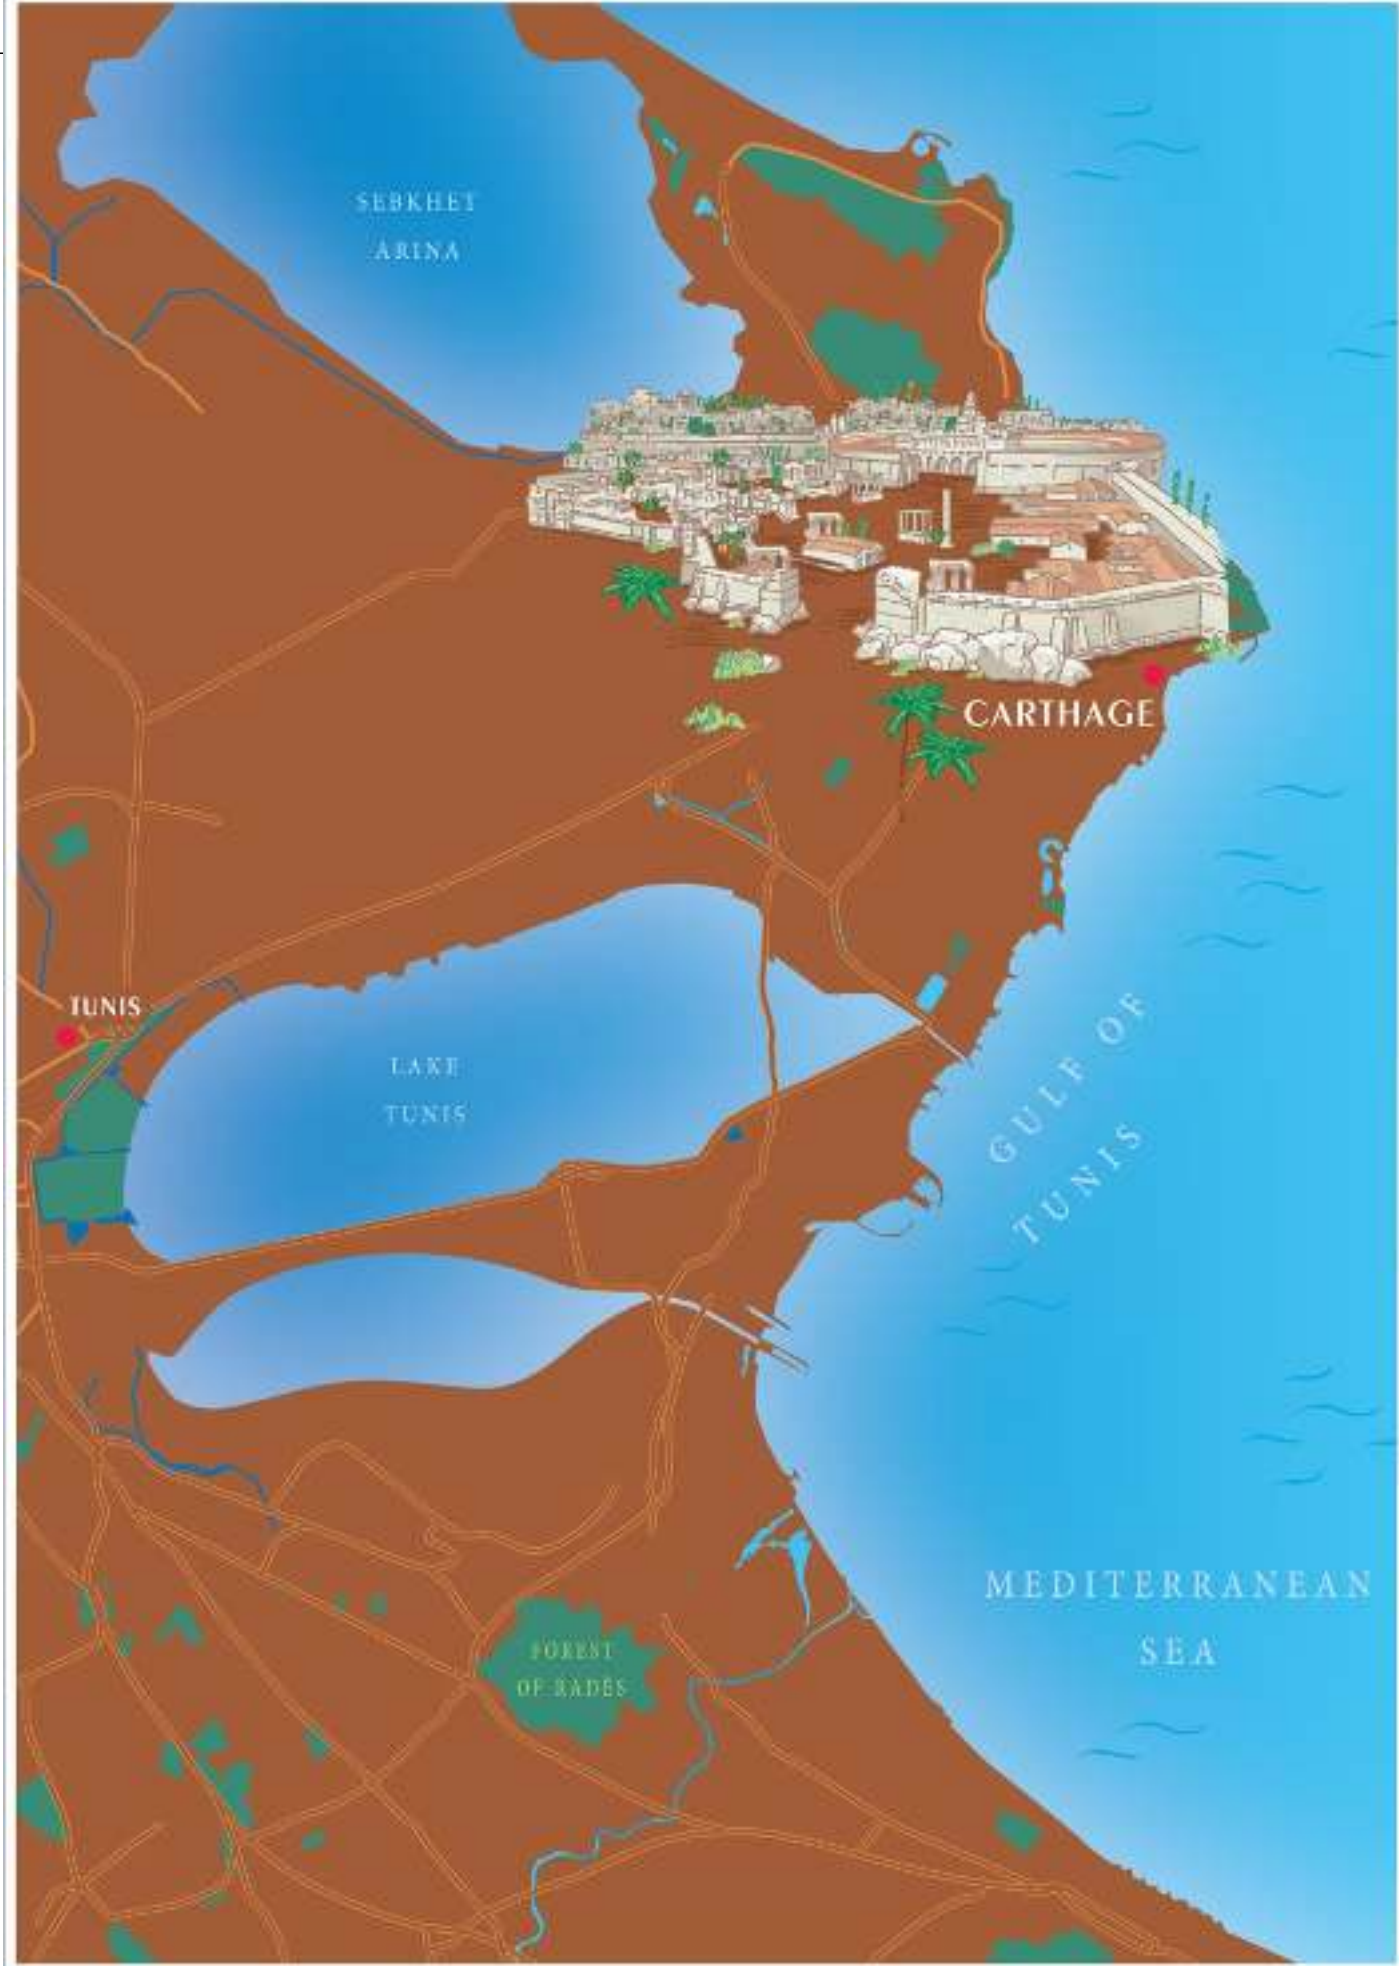 SEBKHET
ARINA
CARTHAGE
TUNIS
LAKE
TUNIS
GULF OF
TUNIS
MEDITERRANEAN
SEA
FOREST
OF RADÈS